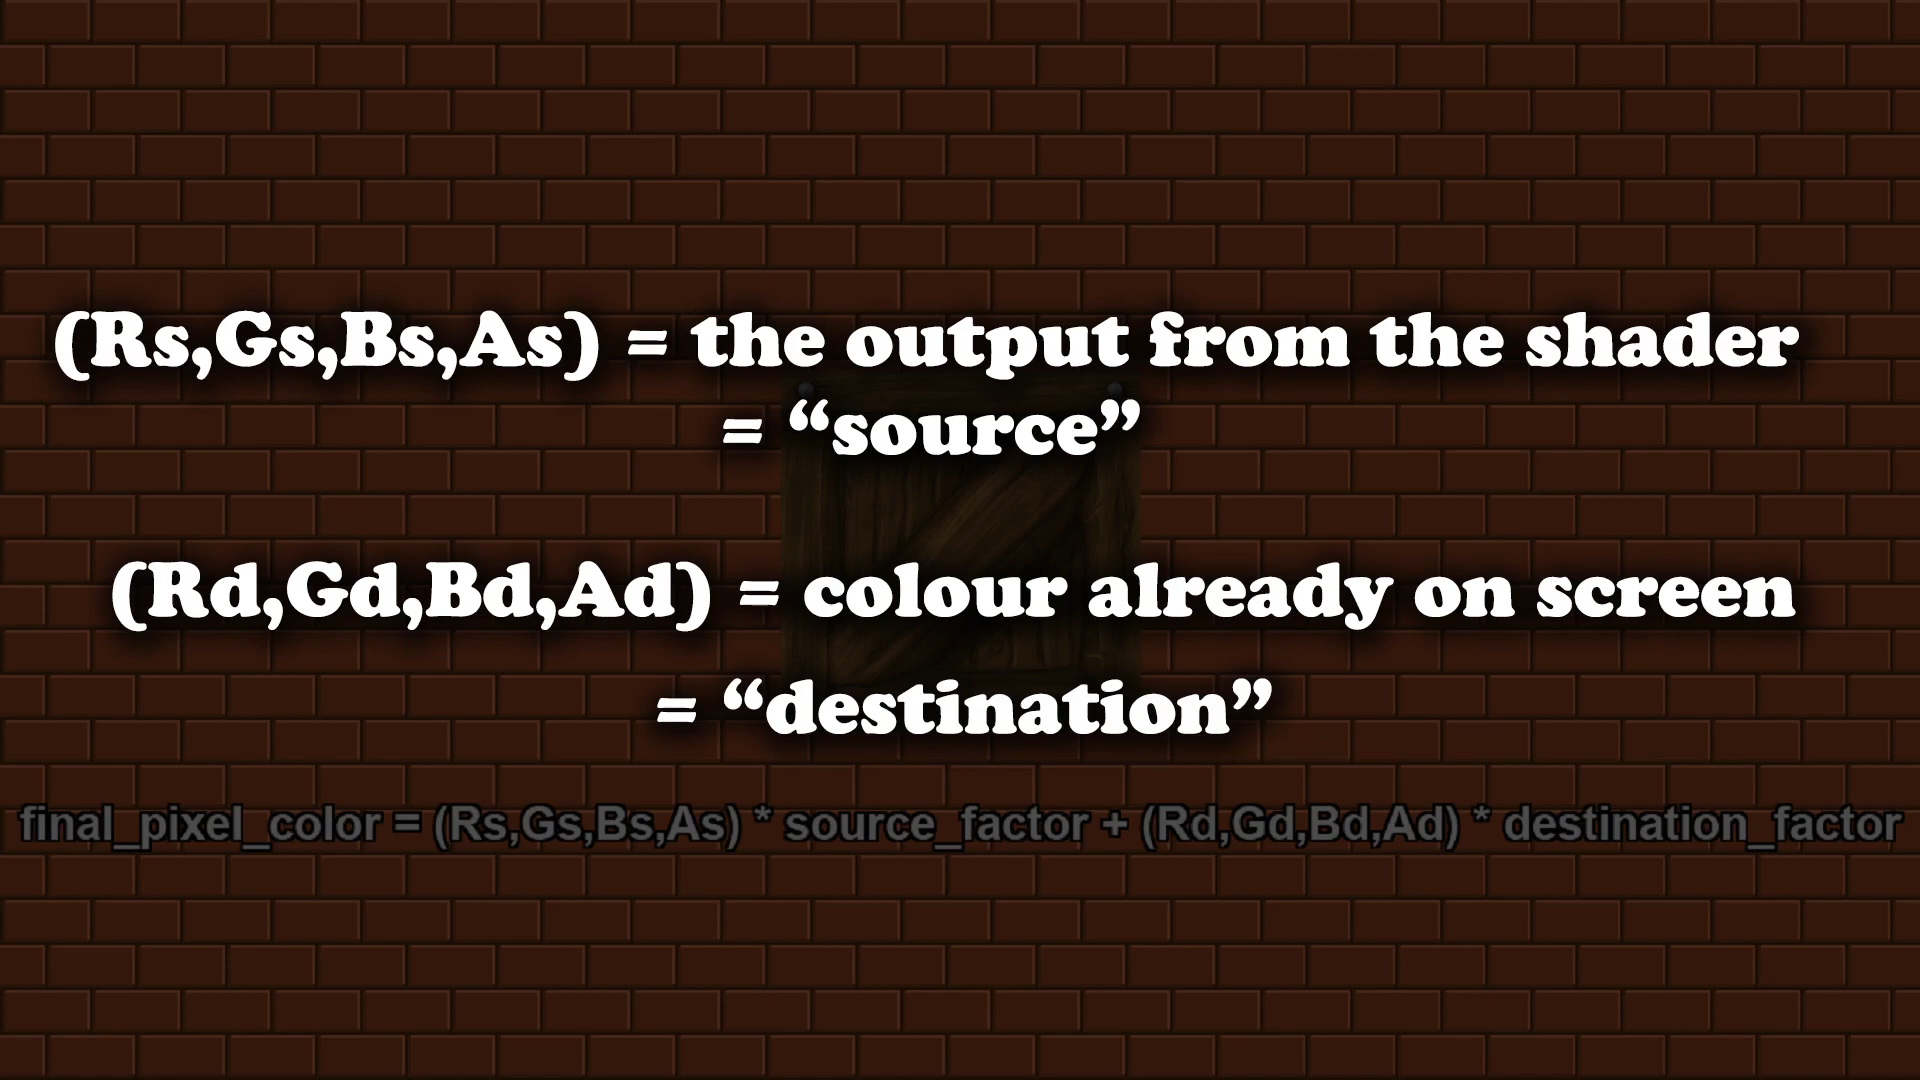 (Rs,Gs,Bs,As) = the output from the shader
= “source”
(Rd,Gd,Bd,Ad) = colour already on screen
= “destination”
final_pixel_color = (Rs,Gs,Bs,As) * source_factor + (Rd,Gd,Bd,Ad) * destination_factor